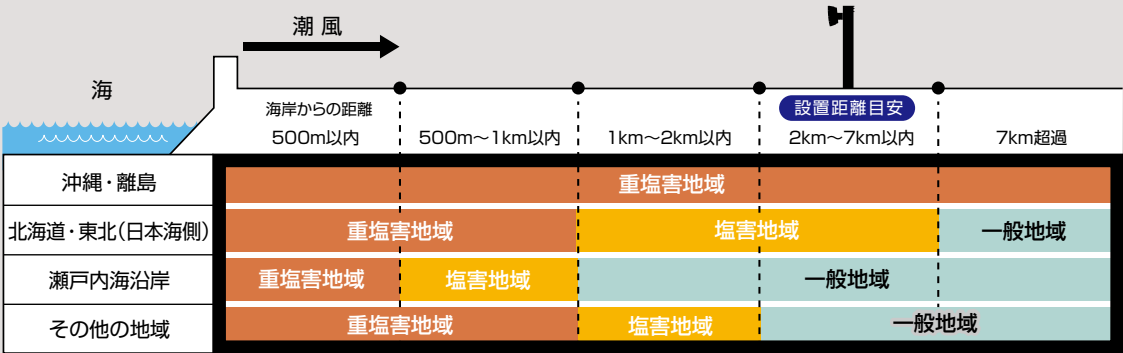 潮風
海
海岸からの距離
設置距離目安
500m以内 500m〜1km以内 1km〜2km以内 2km〜7km以内 7km超過
沖縄・離島 重塩害地域
北海道・東北(日本海側) 重塩害地域 塩害地域 一般地域
瀬戸内海沿岸 重塩害地域 塩害地域 一般地域
その他の地域 重塩害地域 塩害地域 一般地域